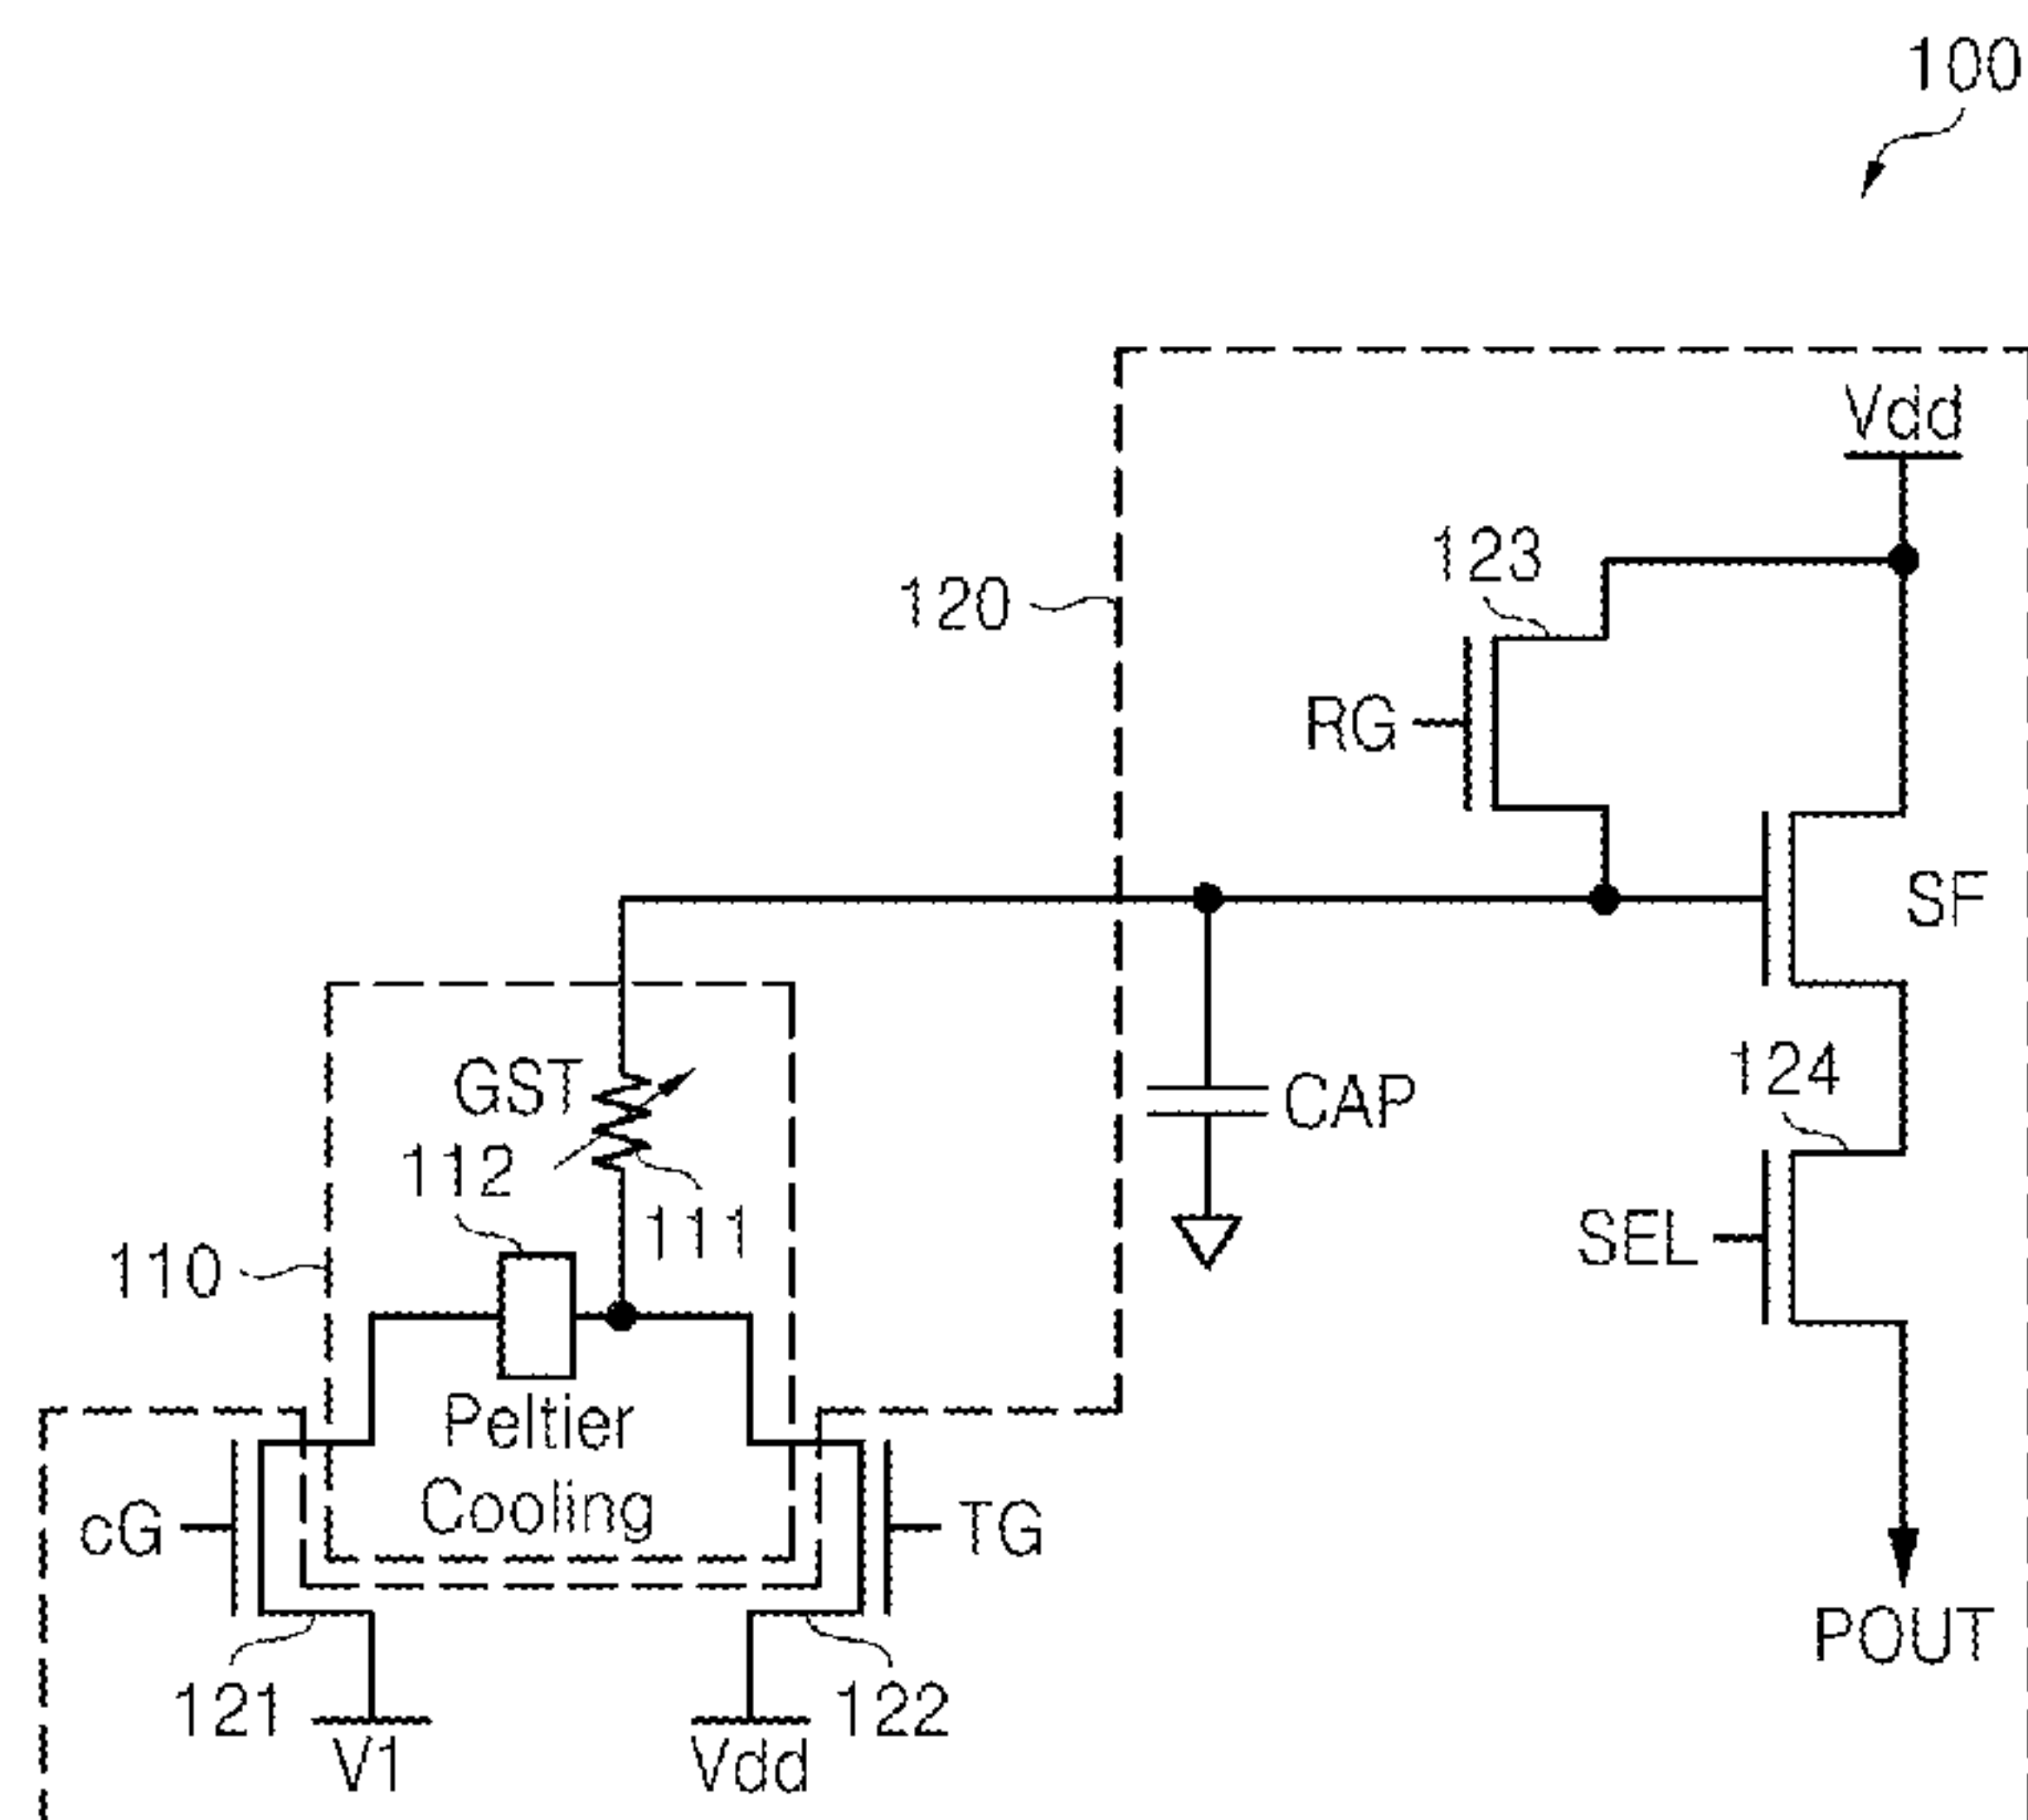 100
Vdd
123
120
RG
SF
124
GST
CAP
112
111
SEL
110
Peltier
Cooling
cG
TG
POUT
121
122
V1
Vdd